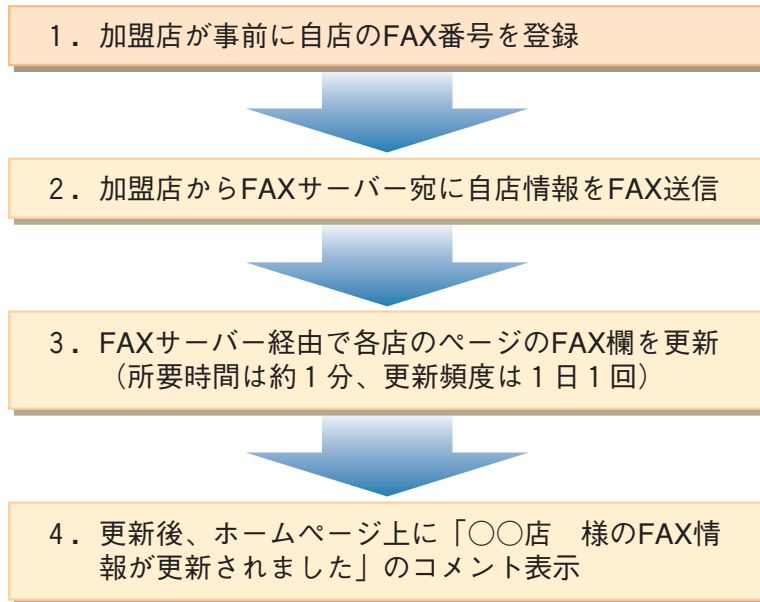 1．加盟店が事前に自店のFAX番号を登録
2．加盟店からFAXサーバー宛に自店情報をFAX送信
3．FAXサーバー経由で各店のページのFAX欄を更新
（所要時間は約1分、更新頻度は1日1回）
4．更新後、ホームページ上に「○○店　様のFAX情
報が更新されました」のコメント表示